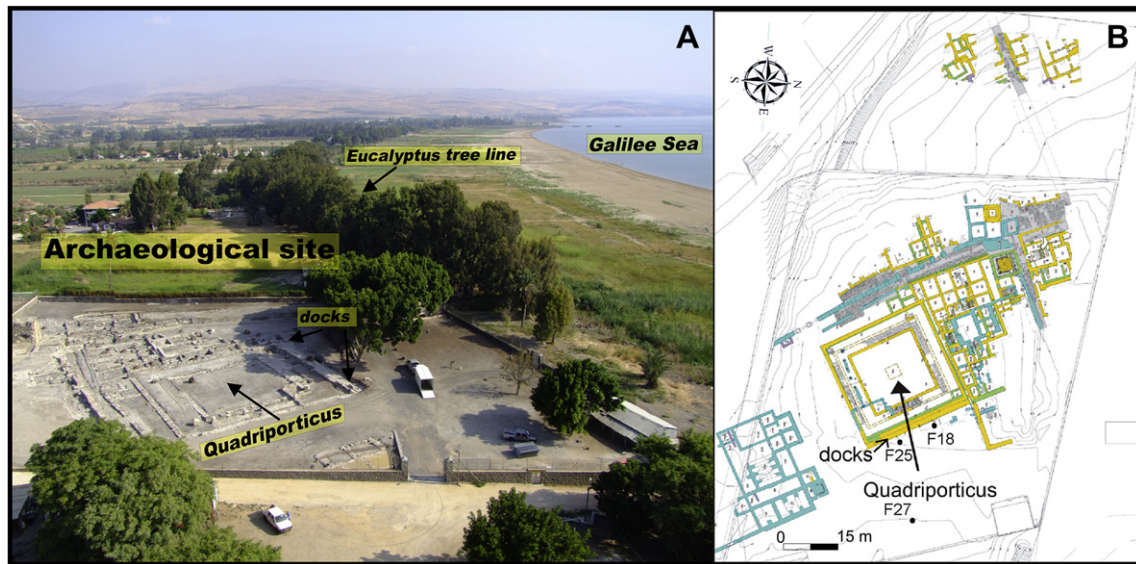 A
Eucalyptus tree line
Galilee Sea
Archaeological site
docks
Quadriporticus
B
W
S
N
E
docks
F25
F18
Quadriporticus
F27
0
15 m